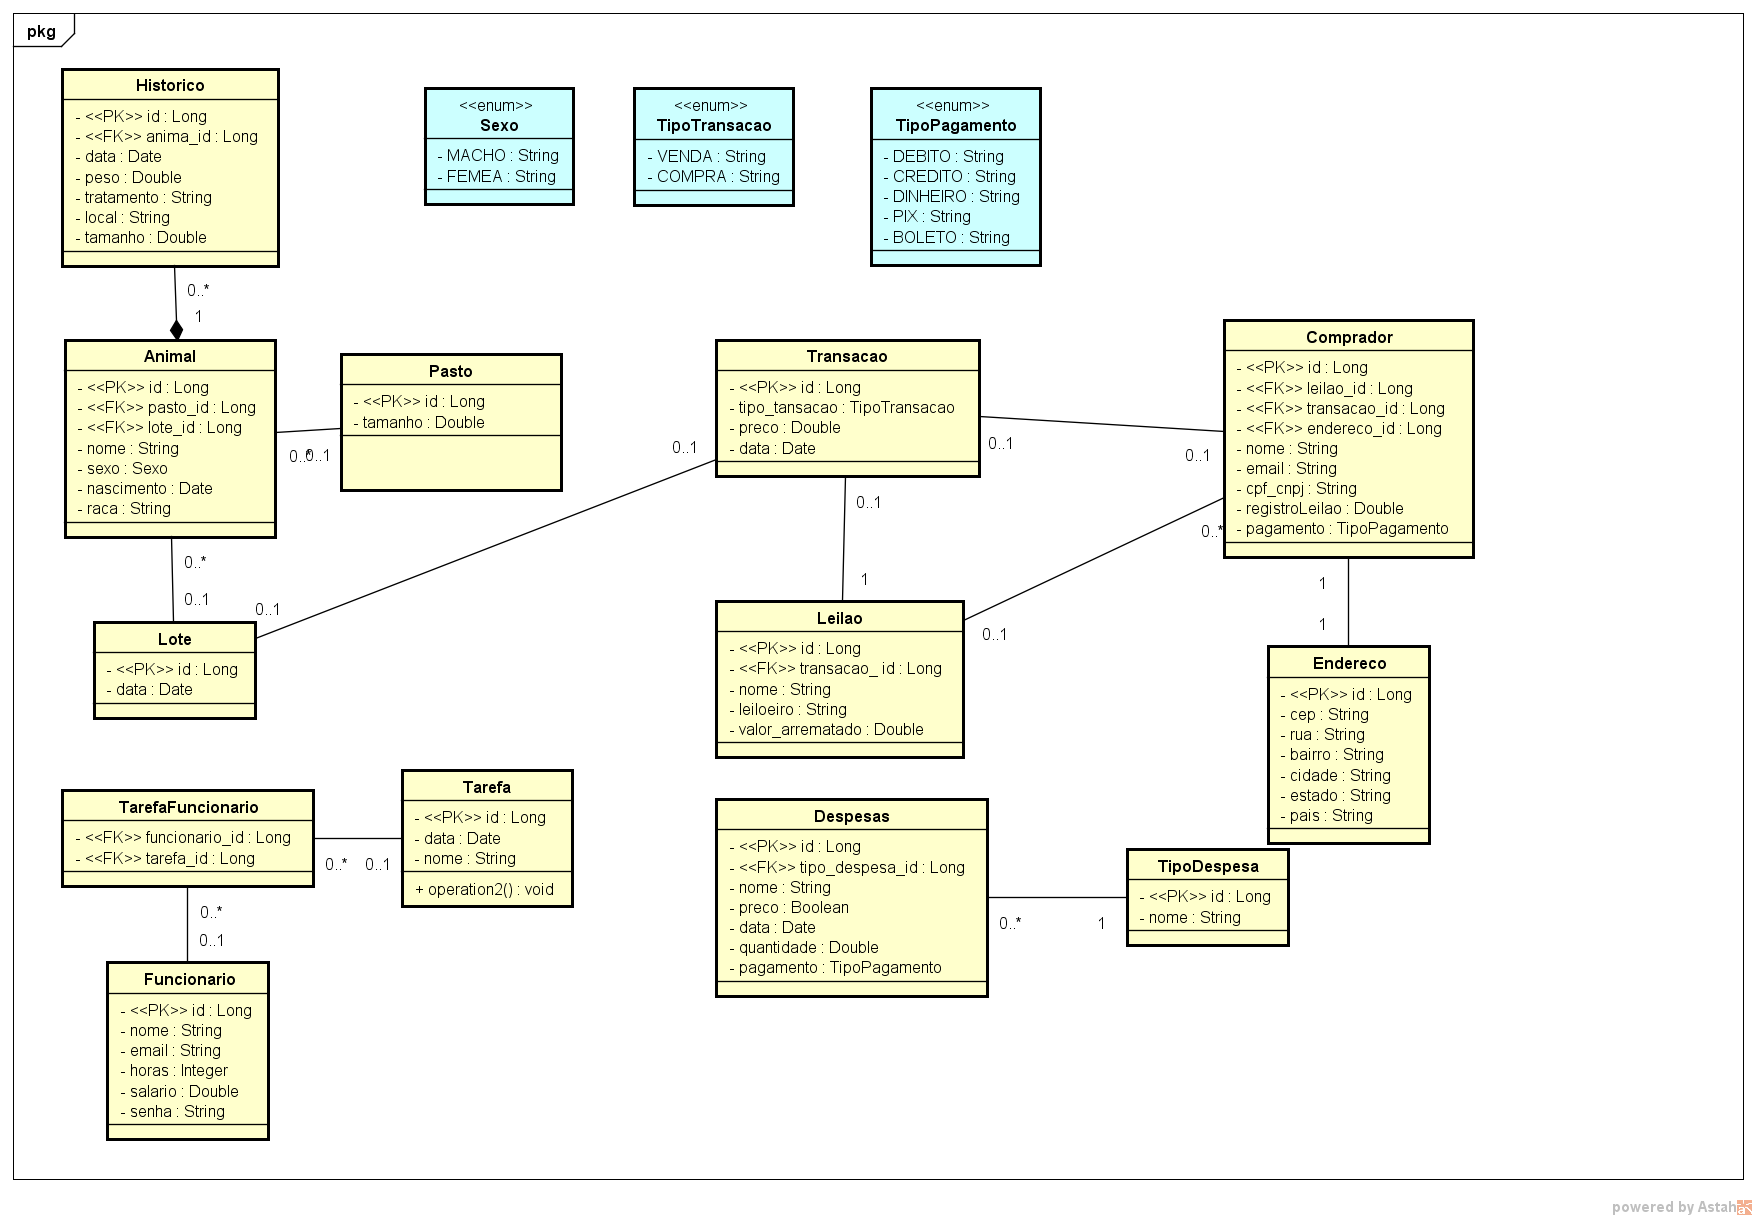 pkg
Historico
- <<PK>> id : Long
- <<FK>> anima_id : Long
- data : Date
- peso : Double
- tratamento : String
- local : String
- tamanho : Double
<<enum>>
Sexo
- MACHO : String
- FEMEA : String
<<enum>>
TipoTransacao
- VENDA : String
- COMPRA : String
<<enum>>
TipoPagamento
- DEBITO : String
- CREDITO : String
- DINHEIRO : String
- PIX : String
- BOLETO : String
0..*
1
Animal
- <<PK>> id : Long
- <<FK>> pasto_id : Long
- <<FK>> lote_id : Long
- nome : String
- sexo : Sexo
- nascimento : Date
- raca : String
0..*
0..1
Pasto
- <<PK>> id : Long
- tamanho : Double
Transacao
- <<PK>> id : Long
- tipo_tansacao : TipoTransacao
- preco : Double
- data : Date
0..1
0..1
0..1
Comprador
- <<PK>> id : Long
- <<FK>> leilao_id : Long
- <<FK>> transacao_id : Long
- <<FK>> endereco_id : Long
- nome : String
- email : String
- cpf_cnpj : String
- registroLeilao : Double
- pagamento : TipoPagamento
0..1
1
0..*
0..1
0..*
0..1
0..1
Lote
- <<PK>> id : Long
- data : Date
Leilao
- <<PK>> id : Long
- <<FK>> transacao_ id : Long
- nome : String
- leiloeiro : String
- valor_arrematado : Double
1
1
Endereco
- <<PK>> id : Long
- cep : String
- rua : String
- bairro : String
- cidade : String
- estado : String
- pais : String
TarefaFuncionario
- <<FK>> funcionario_id : Long
- <<FK>> tarefa_id : Long
0..*
0..1
Tarefa
- <<PK>> id : Long
- data : Date
- nome : String
+ operation2() : void
Despesas
- <<PK>> id : Long
- <<FK>> tipo_despesa_id : Long
- nome : String
- preco : Boolean
- data : Date
- quantidade : Double
- pagamento : TipoPagamento
0..*
1
TipoDespesa
- <<PK>> id : Long
- nome : String
0..*
0..1
Funcionario
- <<PK>> id : Long
- nome : String
- email : String
- horas : Integer
- salario : Double
- senha : String
powered by Astah